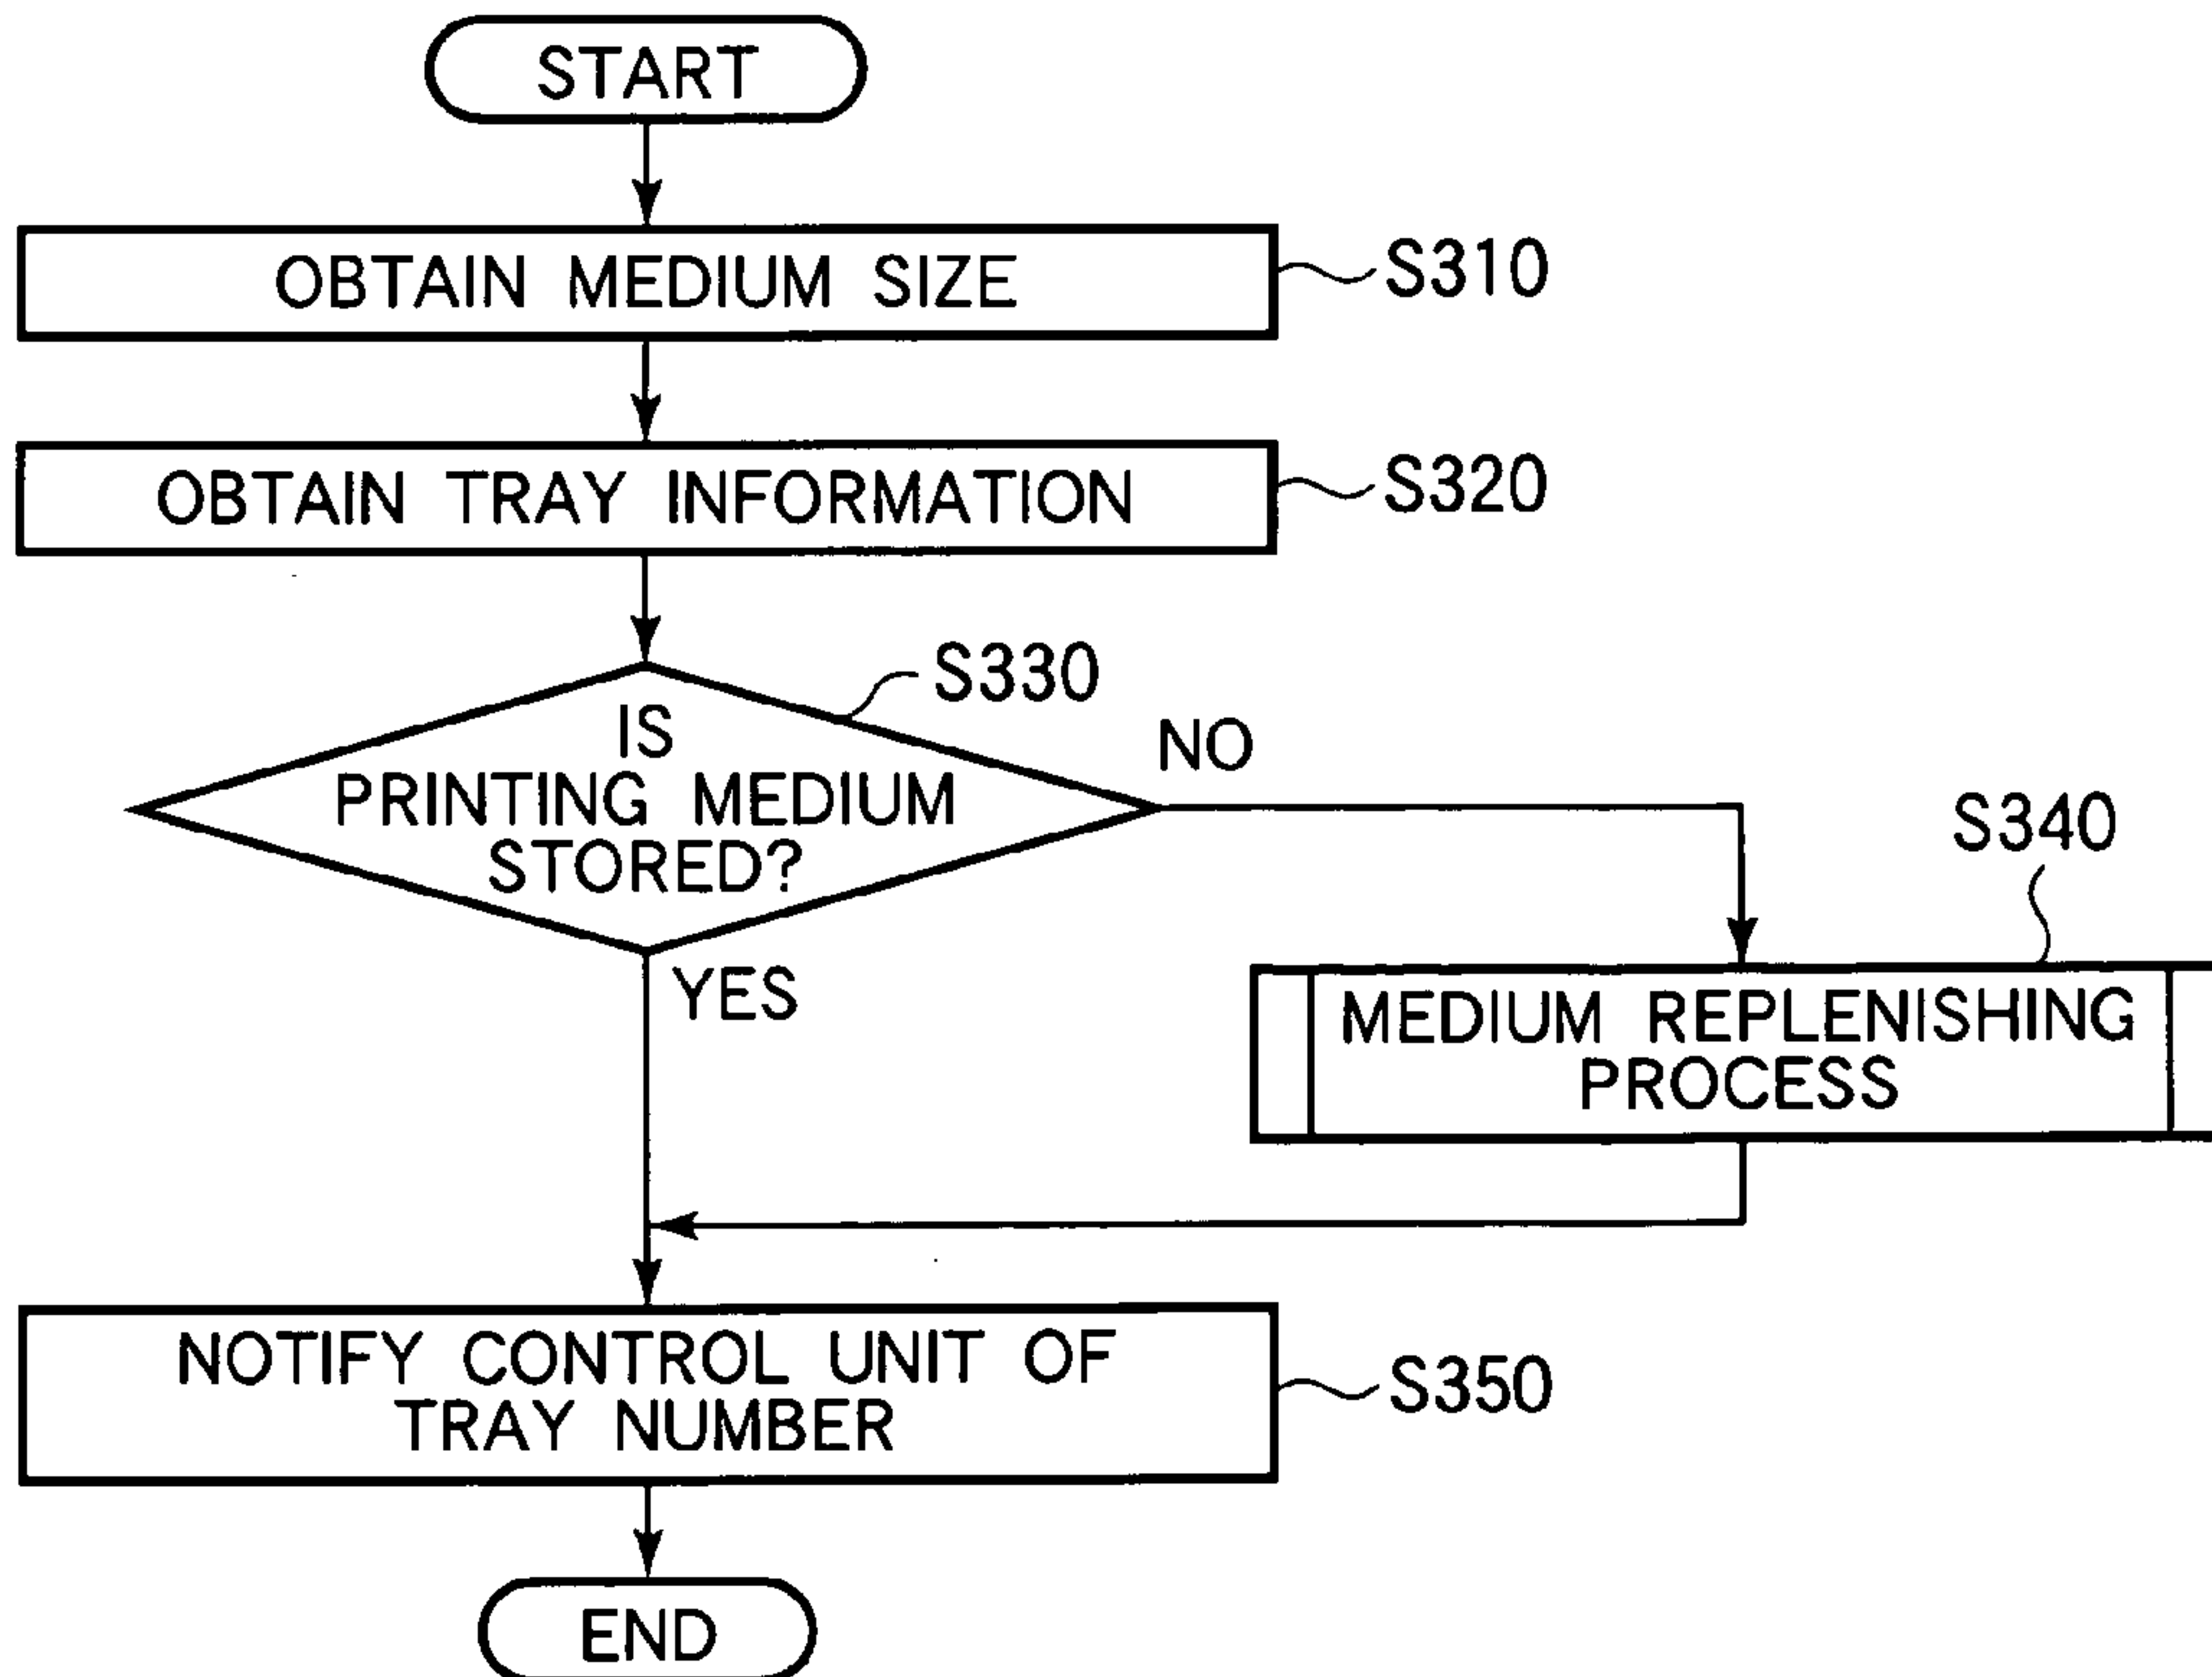 START
OBTAIN MEDIUM SIZE
S310
OBTAIN TRAY INFORMATION
S320
S330
IS
PRINTING MEDIUM
STORED?
NO
YES
S340
MEDIUM REPLENISHING
PROCESS
NOTIFY CONTROL UNIT OF
TRAY NUMBER
S350
END